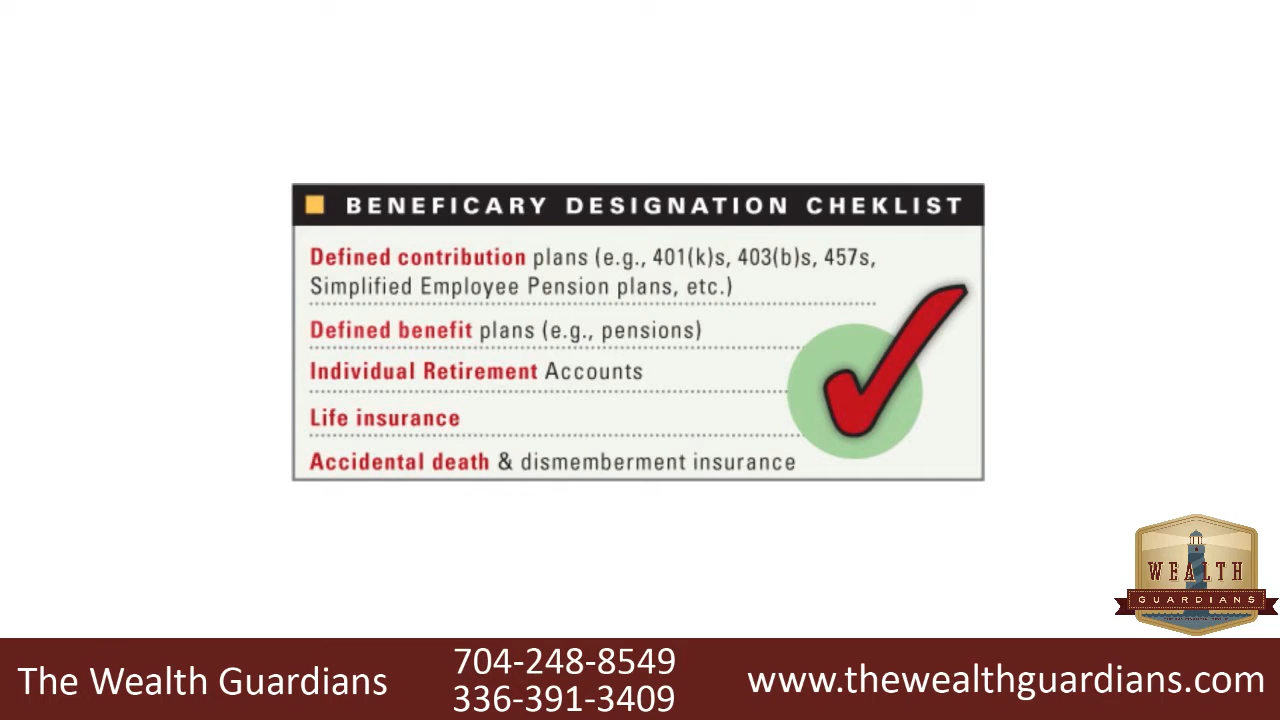 BENEFICARY DESIGNATION CHEKLIST
Defined contribution plans (e.g., 401(k)s, 403(b)s, 457s,
Simplified Employee Pension plans, etc.)
Defined benefit plans (e.g., pensions)
Individual Retirement Accounts
Life insurance
Accidental death & dismemberment insurance
WEALTH
GUARDIANS
The Wealth Guardians
704-248-8549
336-391-3409
www.thewealthguardians.com